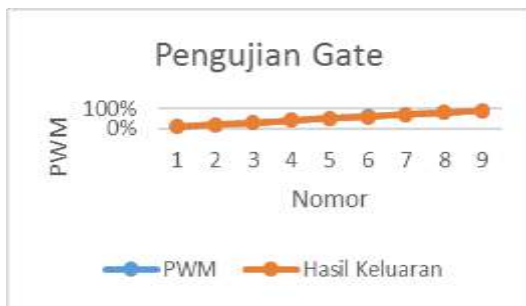 Pengujian Gate
PWM
100%
0%
1 2 3 4 5 6 7 8 9
Nomor
PWM Hasil Keluaran